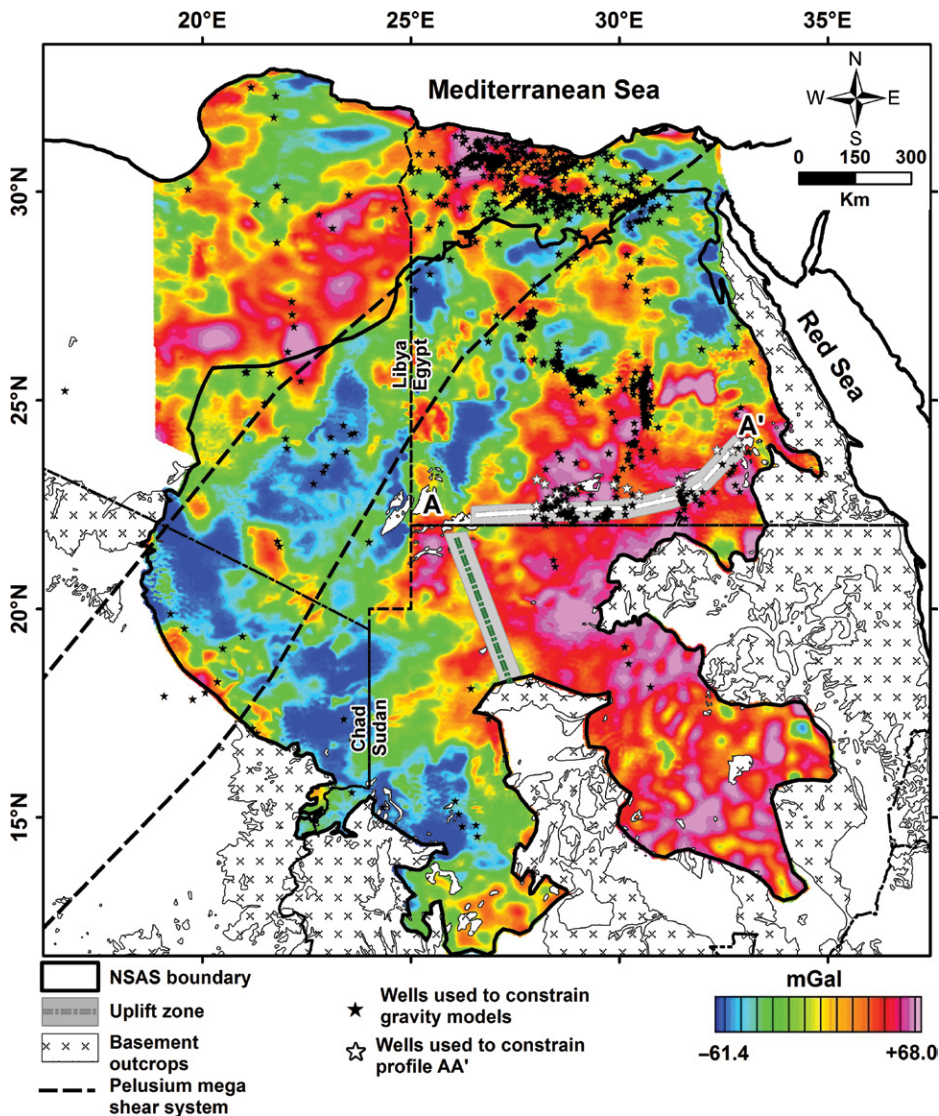 20°E 25°E 30°E 35°E
Mediterranean Sea
N
W E
S
0 150 300
Km
30°N
25°N
20°N
15°N
Red Sea
Libya
Egypt
A'
A
Chad
Sudan
NSAS boundary
Uplift zone
Basement
outcrops
Pelusium mega
shear system
Wells used to constrain
gravity models
Wells used to constrain
profile AA'
mGal
−61.4 +68.0